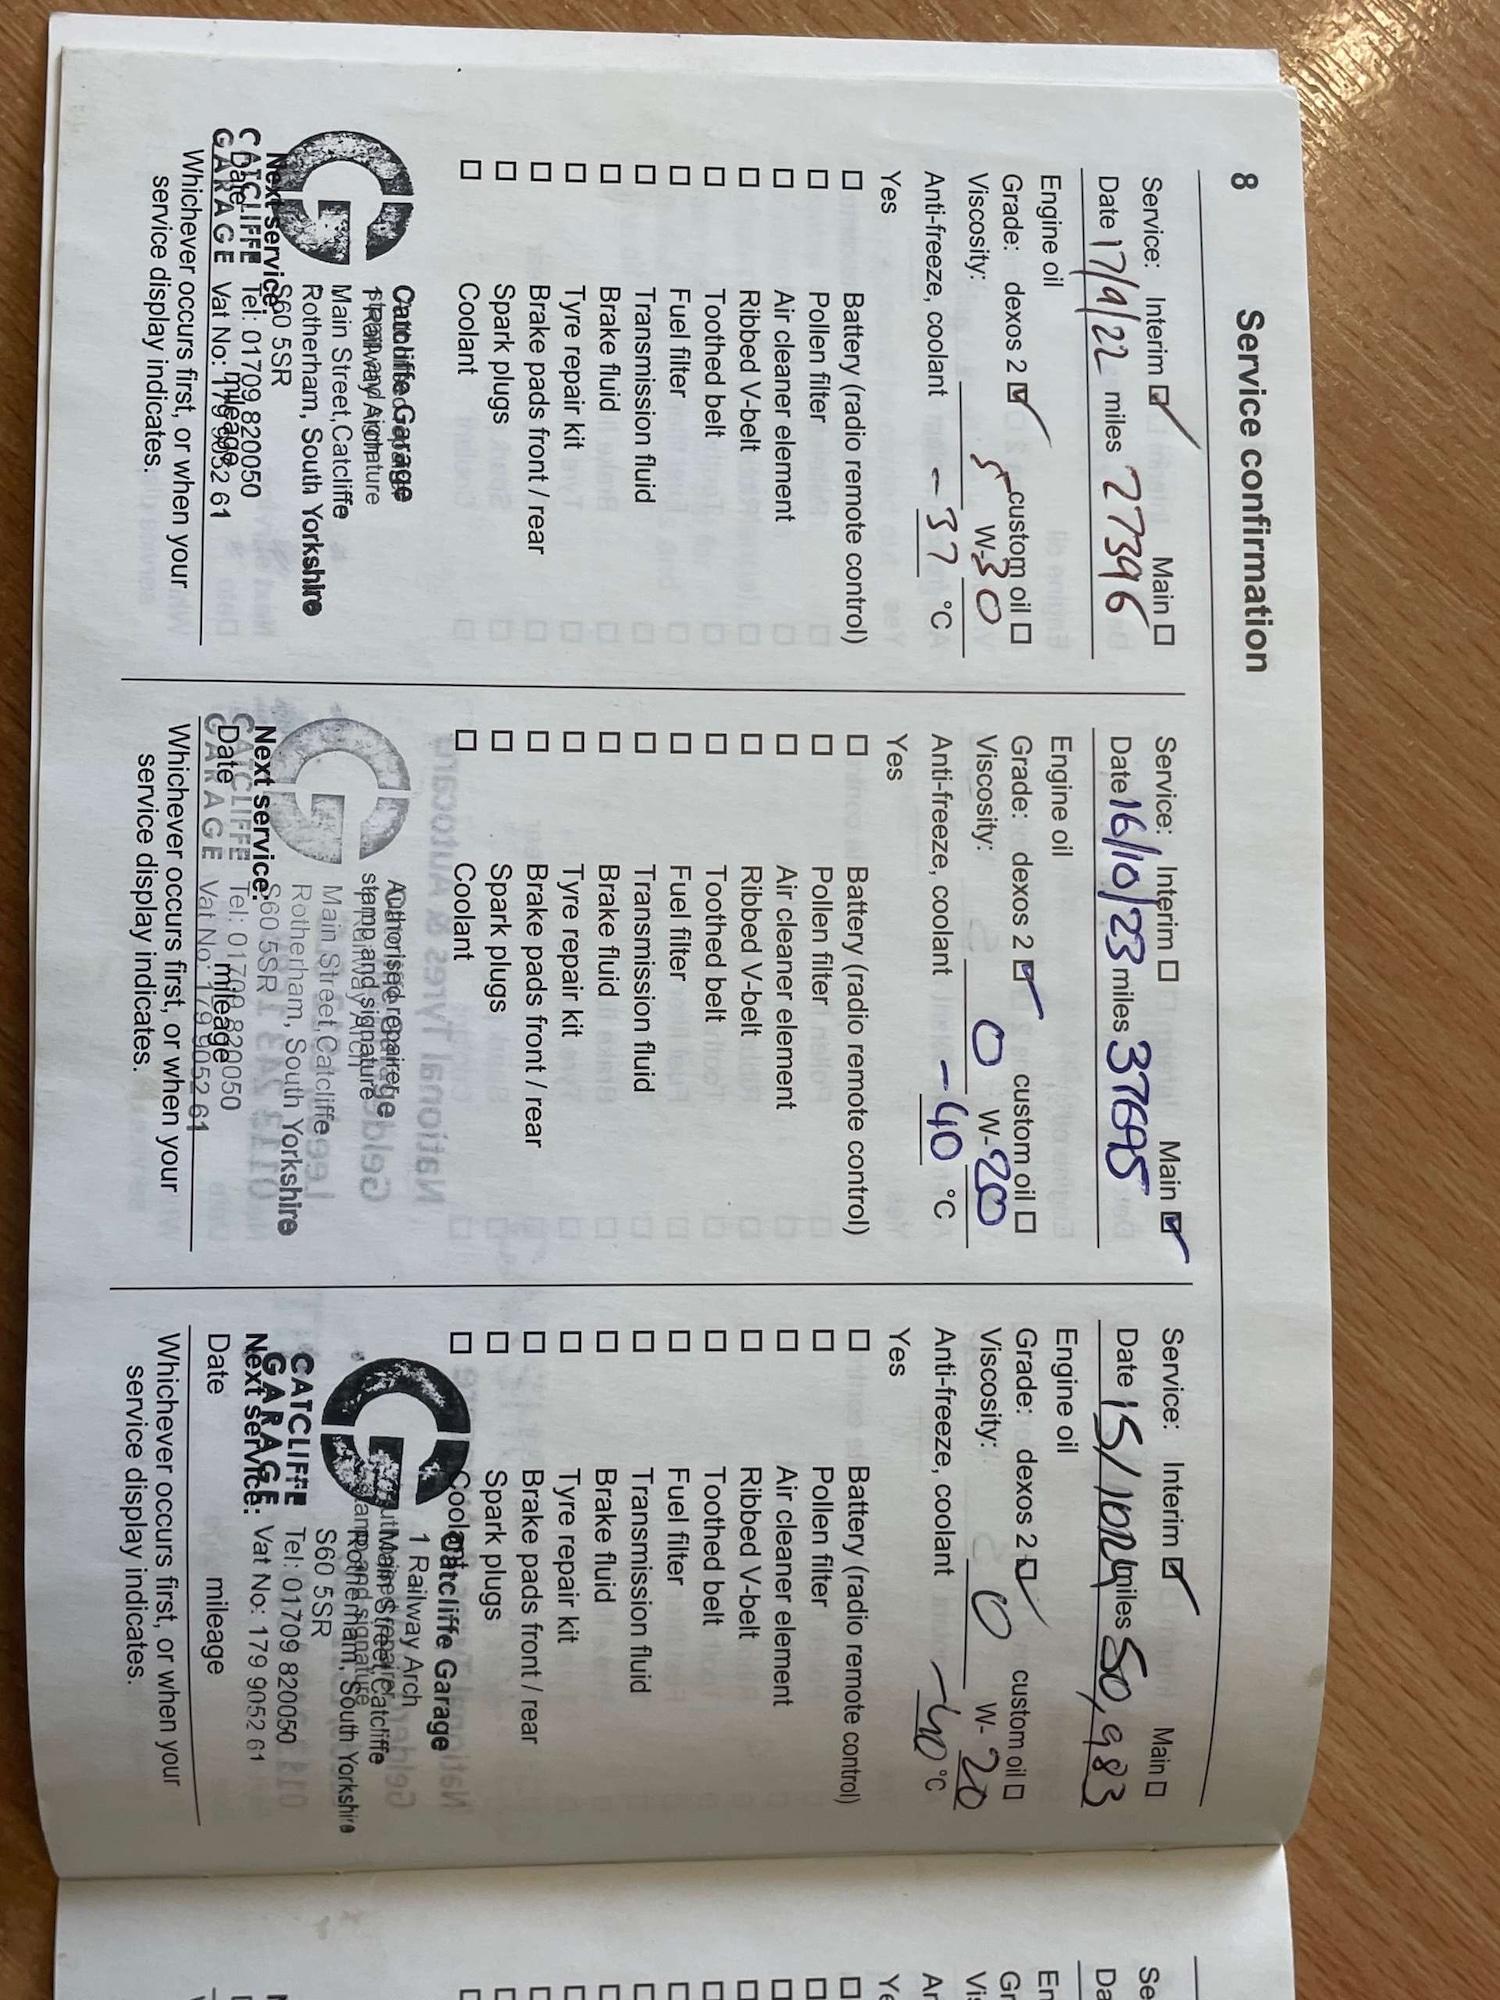 8 Service confirmation
Service: Interim ☑ Main ☐
Date 17/9/22 miles 27396
Engine oil
Grade: dexos 2 ☑ custom oil ☐
Viscosity: 5 W-30
Anti-freeze, coolant -37 °C
Yes
☐ Battery (radio remote control)
☐ Pollen filter
☐ Air cleaner element
☐ Ribbed V-belt
☐ Toothed belt
☐ Fuel filter
☐ Transmission fluid
☐ Brake fluid
☐ Tyre repair kit
☐ Brake pads front / rear
☐ Spark plugs
☐ Coolant
Catcliffe Garage
1 Railway Arch
Main Street, Catcliffe
Rotherham, South Yorkshire
S60 5SR
Next service:
CATCLIFFE Tel: 01709 820050
GARAGE Vat No: 179 9052 61
Date mileage
Whichever occurs first, or when your
service display indicates.
Service: Interim ☐ Main ☑
Date 16/10/23 miles 37695
Engine oil
Grade: dexos 2 ☑ custom oil ☐
Viscosity: 0 W-20
Anti-freeze, coolant -40 °C
Yes
☐ Battery (radio remote control)
☐ Pollen filter
☐ Air cleaner element
☐ Ribbed V-belt
☐ Toothed belt
☐ Fuel filter
☐ Transmission fluid
☐ Brake fluid
☐ Tyre repair kit
☐ Brake pads front / rear
☐ Spark plugs
☐ Coolant
Authorised repairer
stamp and signature
Main Street, Catcliffe
Rotherham, South Yorkshire
S60 5SR
Next service:
CATCLIFFE Tel: 01709 820050
GARAGE Vat No: 179 9052 61
Date mileage
Whichever occurs first, or when your
service display indicates.
Service: Interim ☑ Main ☐
Date 15/10/24 miles 50,983
Engine oil
Grade: dexos 2 ☑ custom oil ☐
Viscosity: 0 W-20
Anti-freeze, coolant -40 °C
Yes
☐ Battery (radio remote control)
☐ Pollen filter
☐ Air cleaner element
☐ Ribbed V-belt
☐ Toothed belt
☐ Fuel filter
☐ Transmission fluid
☐ Brake fluid
☐ Tyre repair kit
☐ Brake pads front / rear
☐ Spark plugs
☐ Coolant
Catcliffe Garage
1 Railway Arch
Main Street, Catcliffe
Rotherham, South Yorkshire
S60 5SR
CATCLIFFE Tel: 01709 820050
GARAGE Vat No: 179 9052 61
Next service:
Date mileage
Whichever occurs first, or when your
service display indicates.